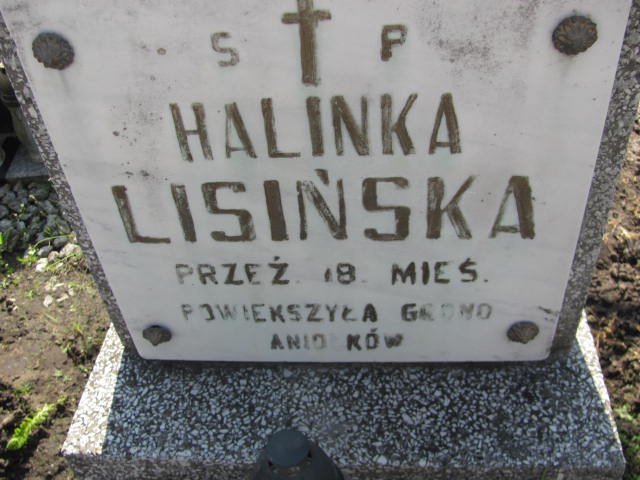 S P
HALINKA
LISIŃSKA
PRZEŻ. 18. MIEŚ.
POWIEKSZYŁA GRONO
ANIOŁKÓW